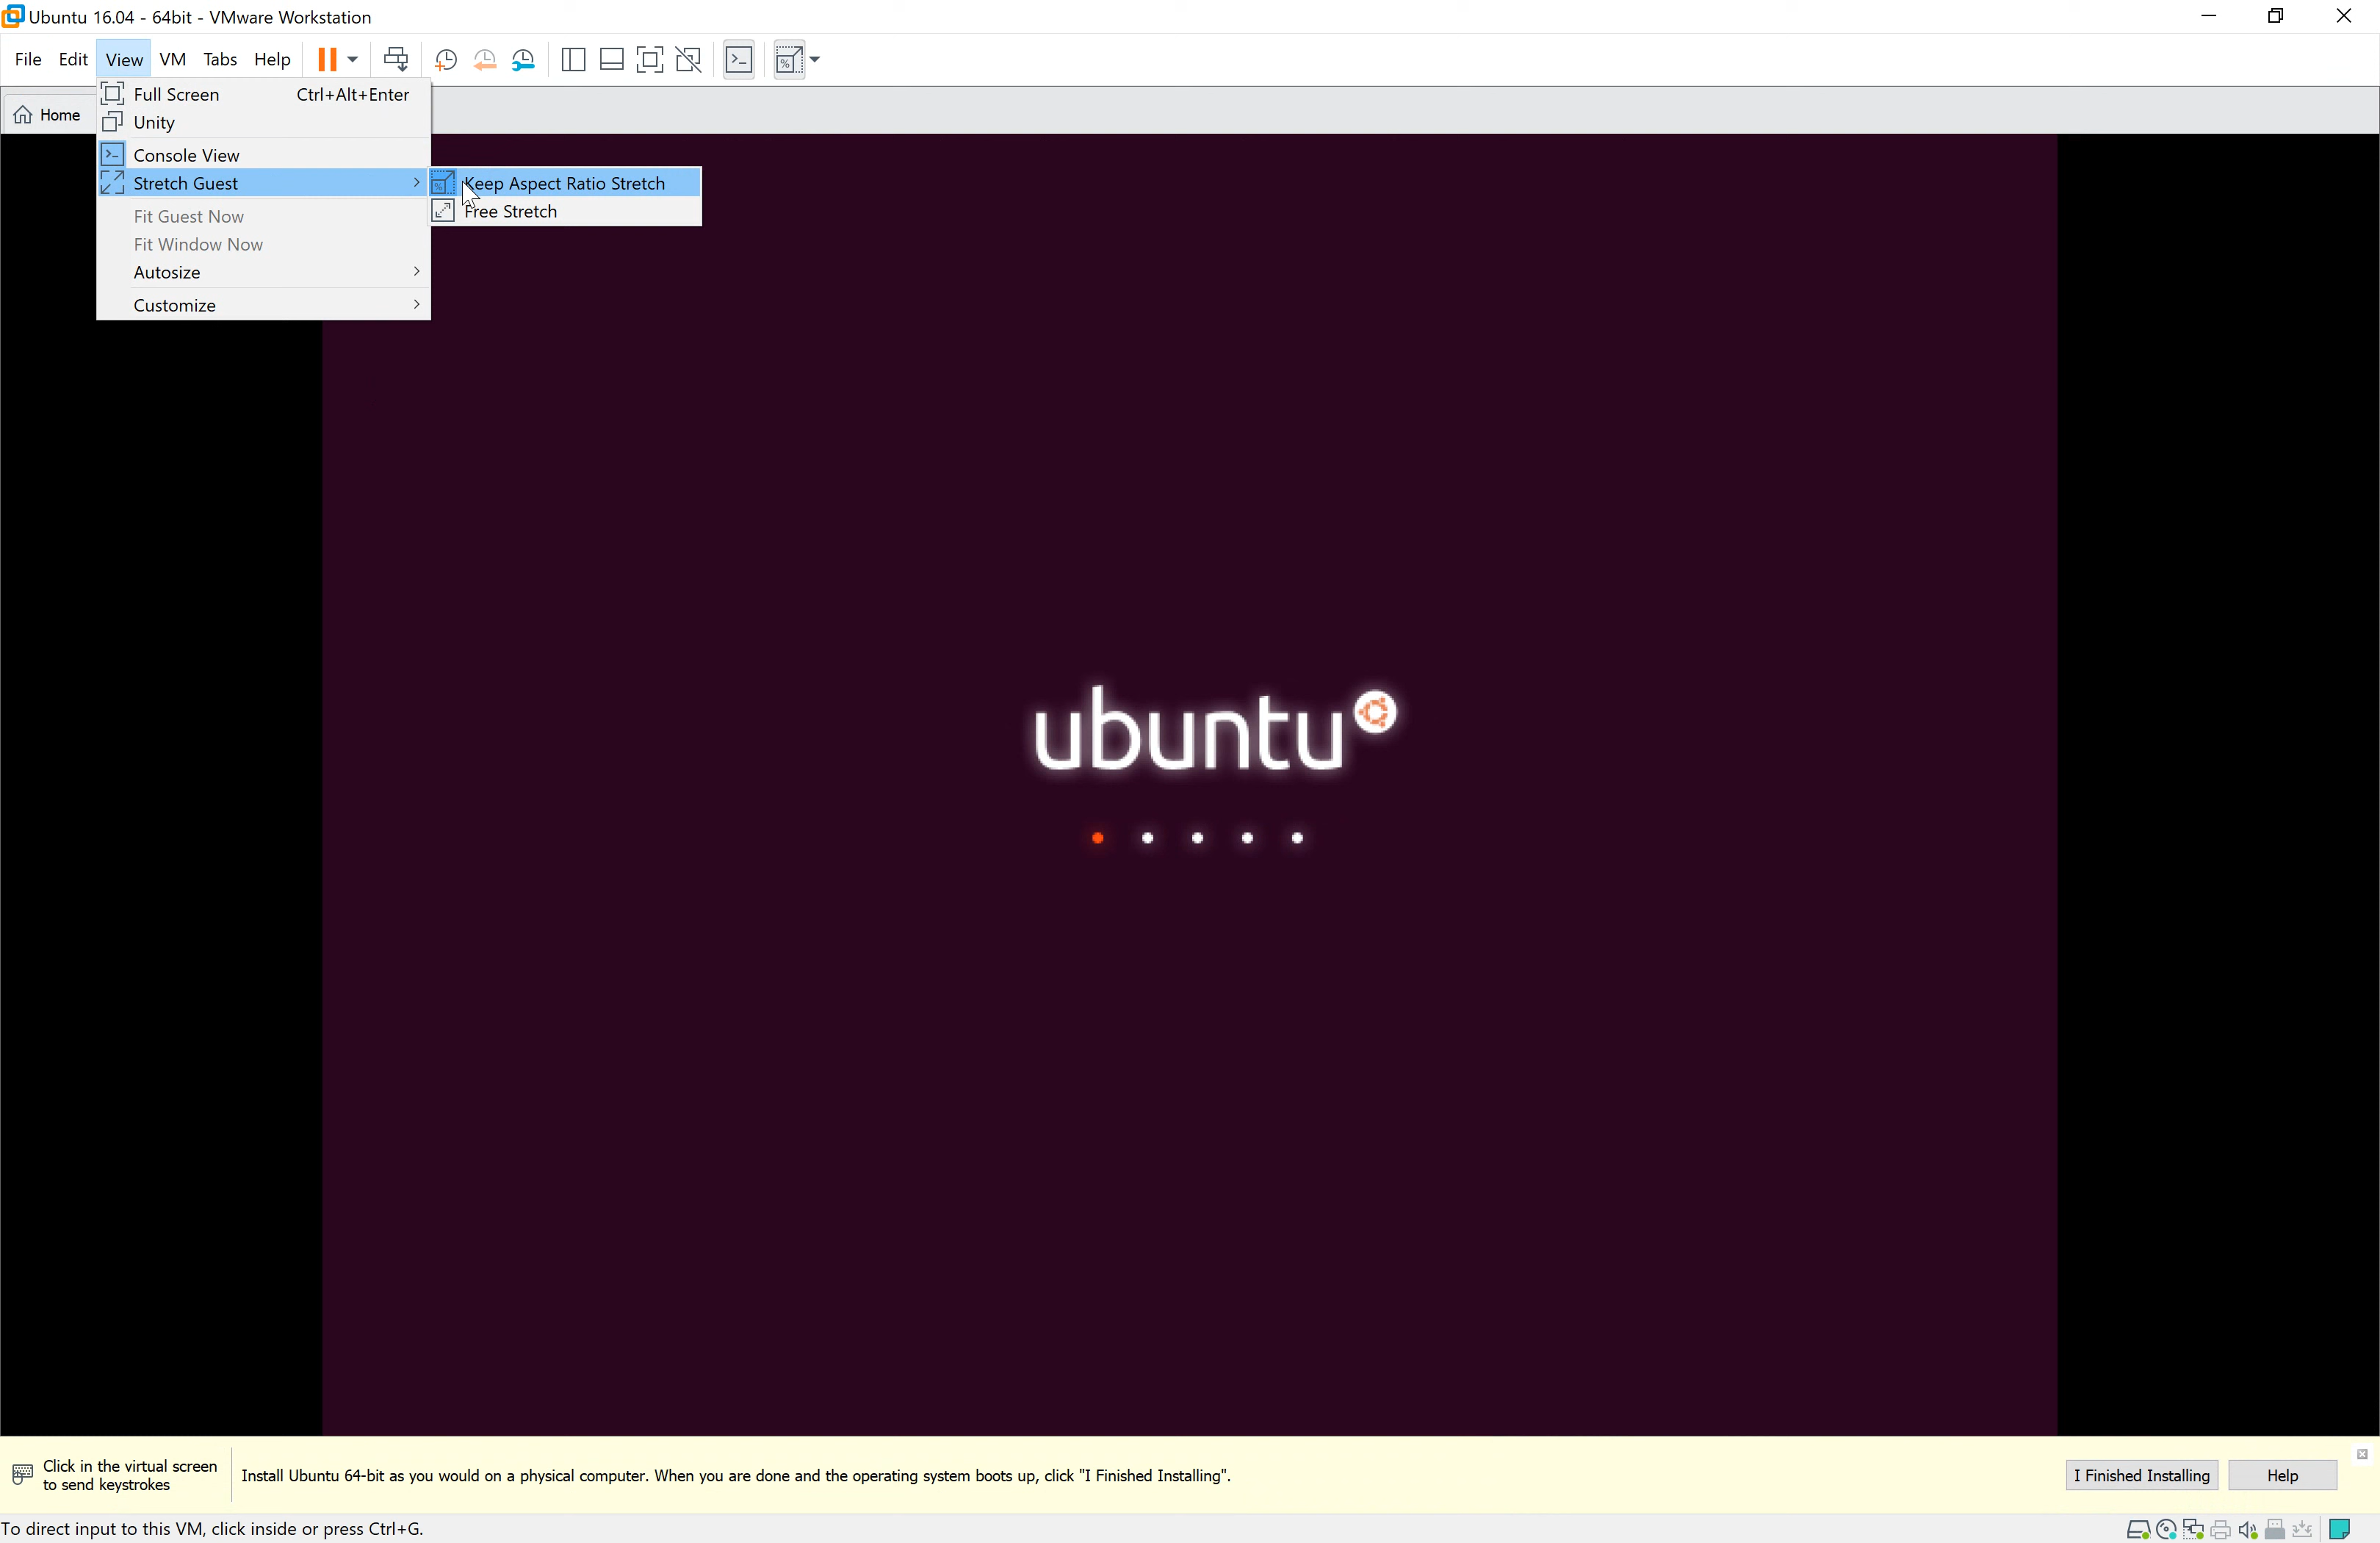 Ubuntu 16.04 - 64bit - VMware Workstation
File Edit View VM Tabs Help
Full Screen Ctrl+Alt+Enter
Home
Unity
Console View
Stretch Guest
Keep Aspect Ratio Stretch
Free Stretch
Fit Guest Now
Fit Window Now
Autosize
Customize
ubuntu
Click in the virtual screen
to send keystrokes
Install Ubuntu 64-bit as you would on a physical computer. When you are done and the operating system boots up, click "I Finished Installing".
I Finished Installing
Help
To direct input to this VM, click inside or press Ctrl+G.